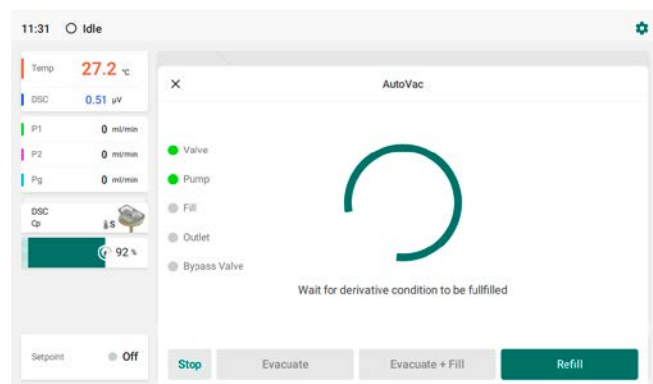 11:31 Idle
Temp 27.2 °C
DSC 0.51 µV
P1 0 ml/min
P2 0 ml/min
Pg 0 ml/min
DSC
Cp S
92 %
Setpoint Off
AutoVac
Valve
Pump
Fill
Outlet
Bypass Valve
Wait for derivative condition to be fullfilled
Stop Evacuate Evacuate + Fill Refill